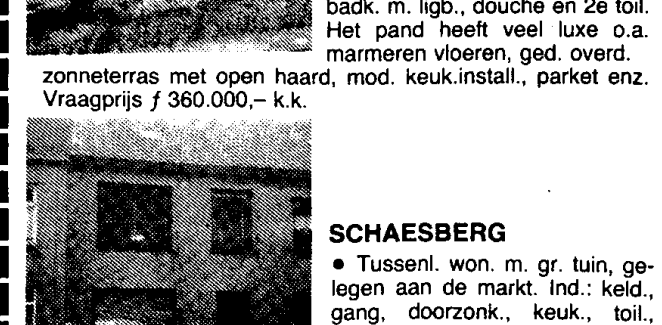 badk. m. ligb., douche en 2e toil.
Het pand heeft veel luxe o.a.
marmeren vloeren, ged. overd.
zonneterras met open haard, mod. keuk.install., parket enz.
Vraagprijs ƒ 360.000,– k.k.
SCHAESBERG
• Tussenl. won. m. gr. tuin, ge-
legen aan de markt. Ind.: keld.,
gang, doorzonk., keuk., toil.,